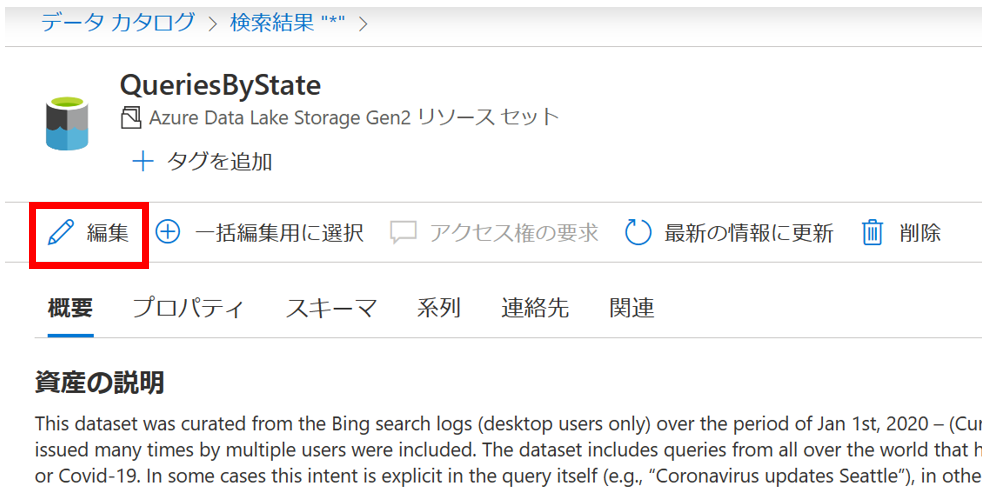 データ カタログ > 検索結果 "*" >
QueriesByState
Azure Data Lake Storage Gen2 リソース セット
+ タグを追加
編集 一括編集用に選択 アクセス権の要求 最新の情報に更新 削除
概要 プロパティ スキーマ 系列 連絡先 関連
資産の説明
This dataset was curated from the Bing search logs (desktop users only) over the period of Jan 1st, 2020 – (Cur
issued many times by multiple users were included. The dataset includes queries from all over the world that h
or Covid-19. In some cases this intent is explicit in the query itself (e.g., “Coronavirus updates Seattle”), in othe